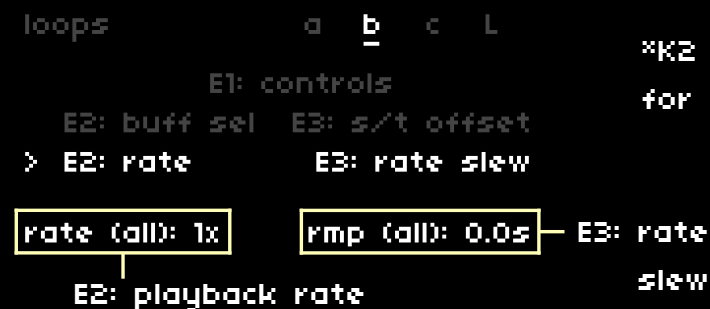 loops a b c L
*K2
E1: controls
for
E2: buff sel E3: s/t offset
> E2: rate E3: rate slew
rate (all): 1x rmp (all): 0.0s E3: rate
slew
E2: playback rate